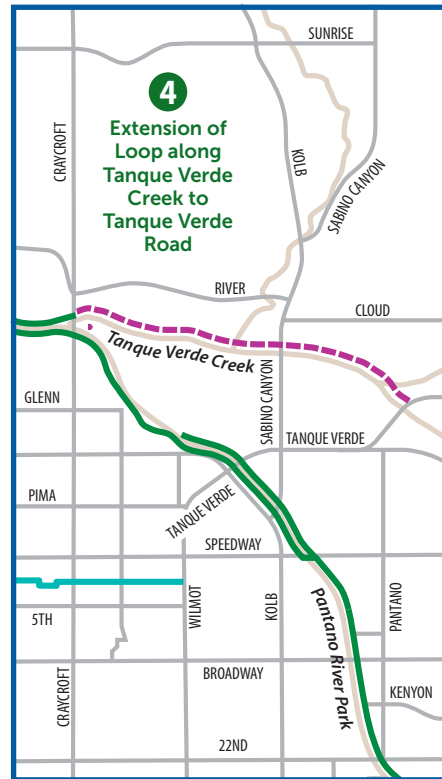 SUNRISE
4
Extension of
Loop along
Tanque Verde
Creek to
Tanque Verde
Road
CRAYCROFT
KOLB
SABINO CANYON
RIVER
CLOUD
Tanque Verde Creek
GLENN
SABINO CANYON
TANQUE VERDE
PIMA
TANQUE VERDE
SPEEDWAY
5TH
WILMOT
KOLB
Pantano River Park
PANTANO
BROADWAY
CRAYCROFT
KENYON
22ND